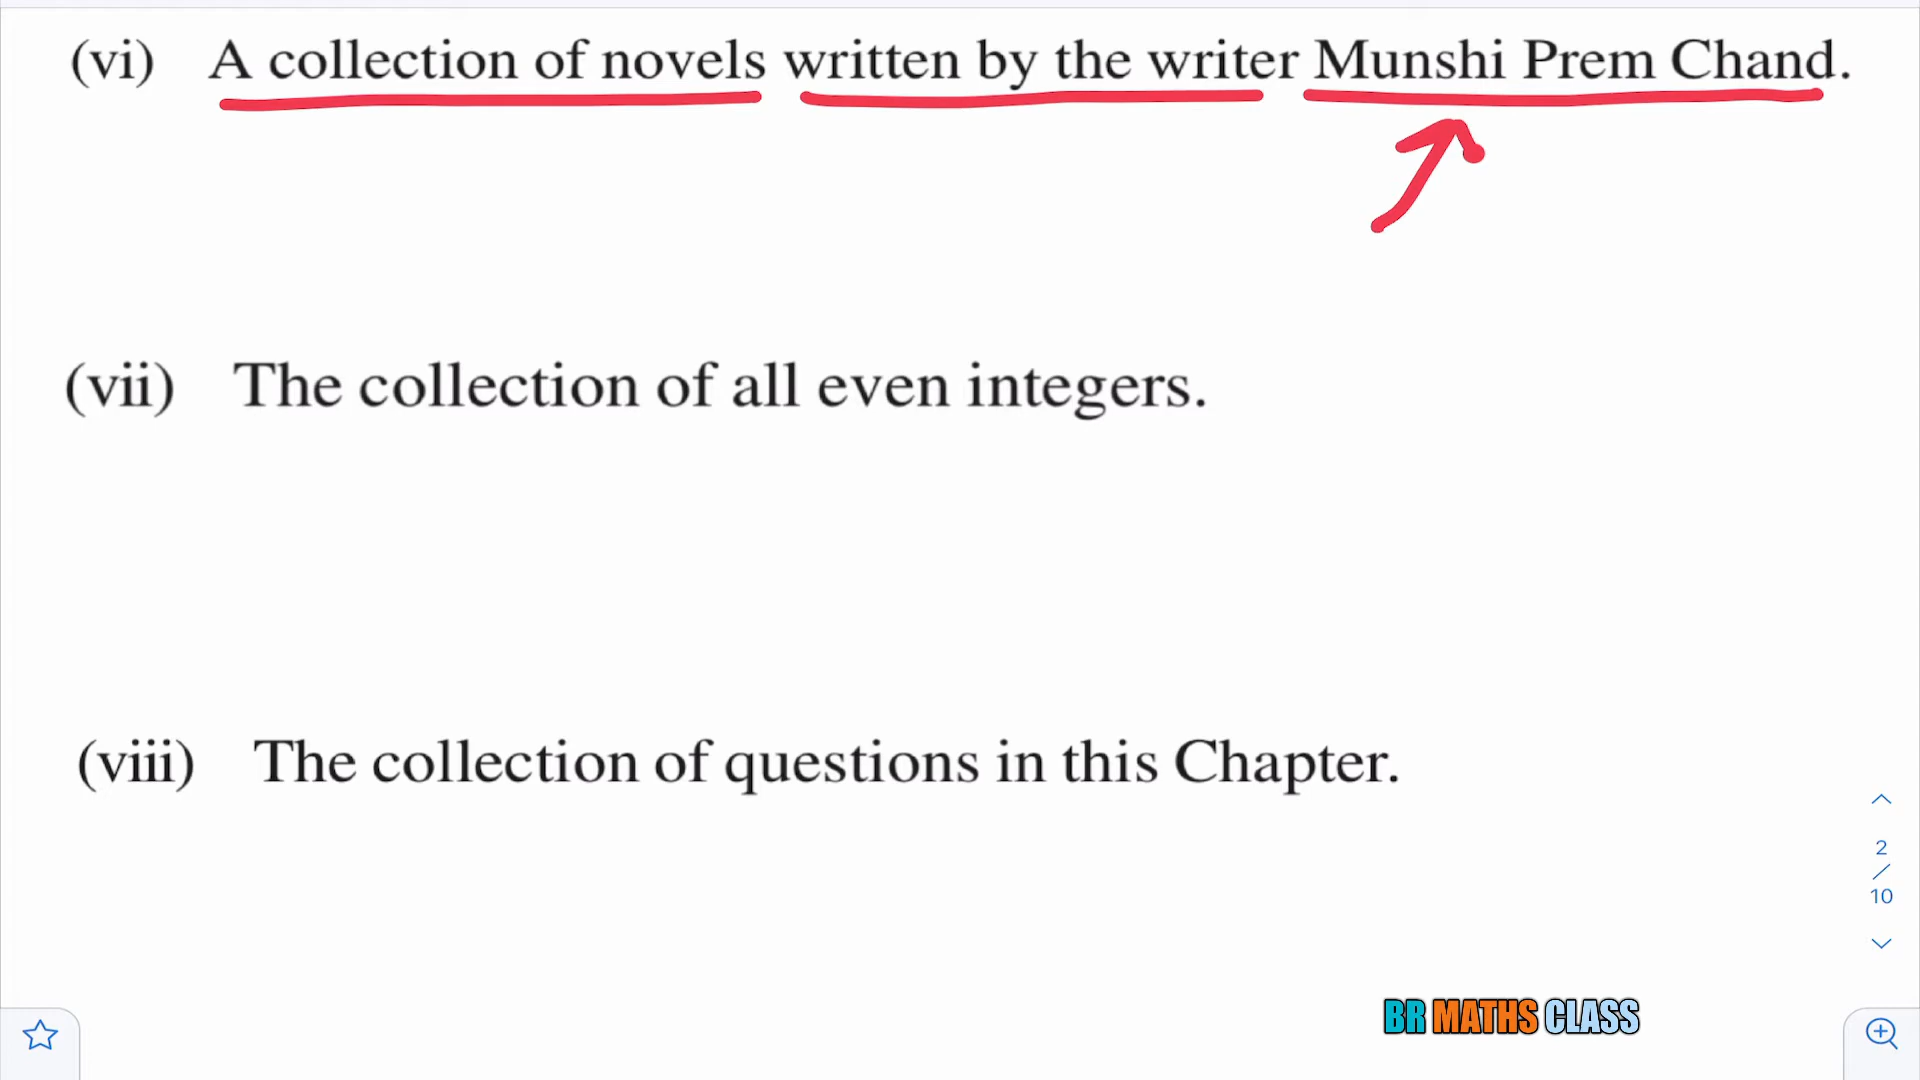 (vi) A collection of novels written by the writer Munshi Prem Chand.
(vii) The collection of all even integers.
(viii) The collection of questions in this Chapter.
2
/
10
BR MATHS CLASS